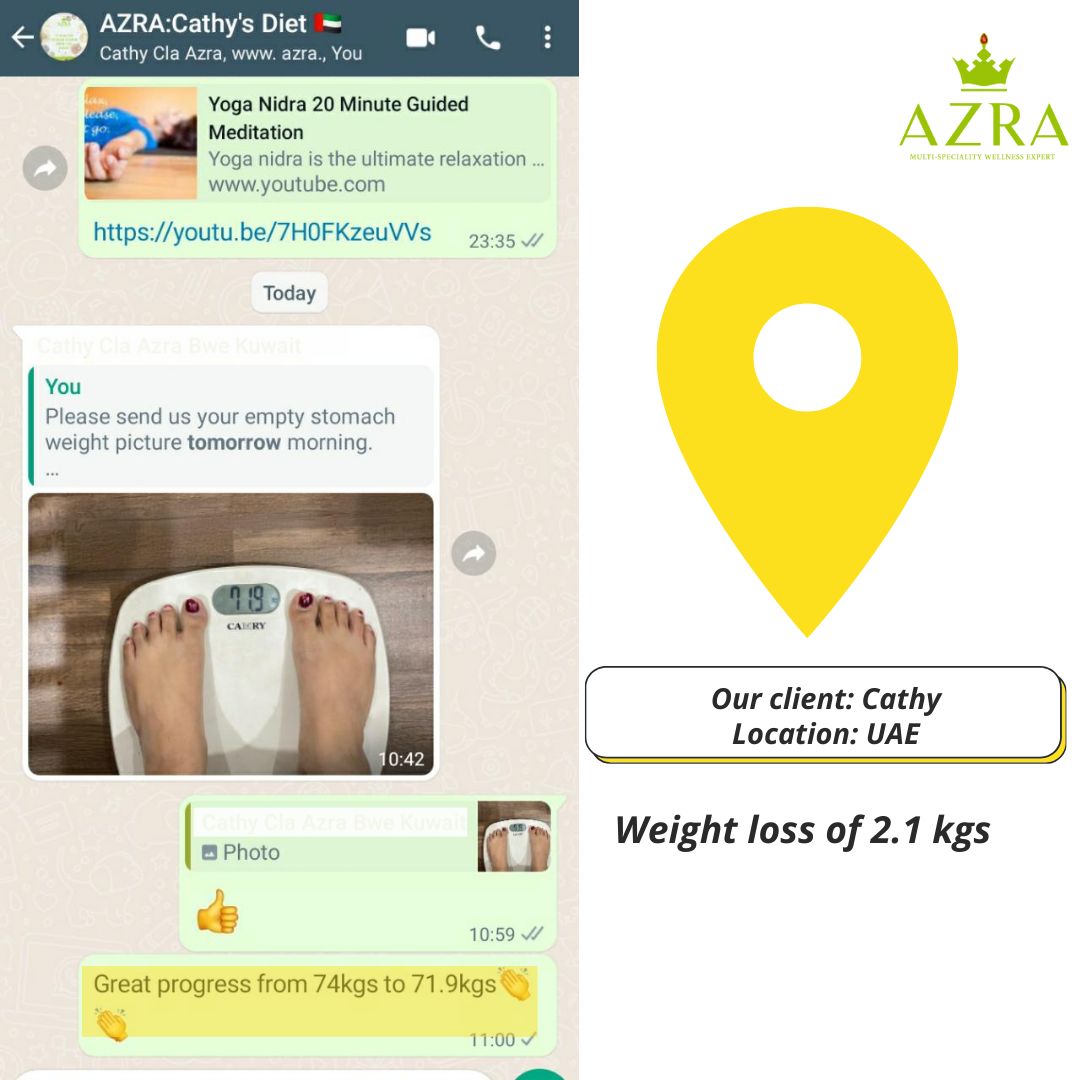 AZRA:Cathy's Diet 🇦🇪
Cathy Cla Azra, www. azra., You
Yoga Nidra 20 Minute Guided
Meditation
Yoga nidra is the ultimate relaxation ...
www.youtube.com
https://youtu.be/7H0FKzeuVVs
23:35
Today
Cathy Cla Azra Bwe Kuwait
You
Please send us your empty stomach
weight picture tomorrow morning.
...
71.9
CAMRY
10:42
Cathy Cla Azra Bwe Kuwait
Photo
👍
10:59
Great progress from 74kgs to 71.9kgs👏
👏
11:00
AZRA
MULTI-SPECIALITY WELLNESS EXPERT
Our client: Cathy
Location: UAE
Weight loss of 2.1 kgs